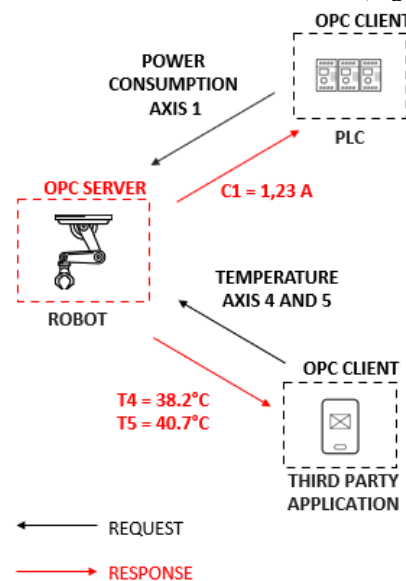 OPC CLIENT
POWER
CONSUMPTION
AXIS 1
PLC
OPC SERVER
C1 = 1,23 A
ROBOT
TEMPERATURE
AXIS 4 AND 5
OPC CLIENT
T4 = 38.2°C
T5 = 40.7°C
THIRD PARTY
APPLICATION
REQUEST
RESPONSE